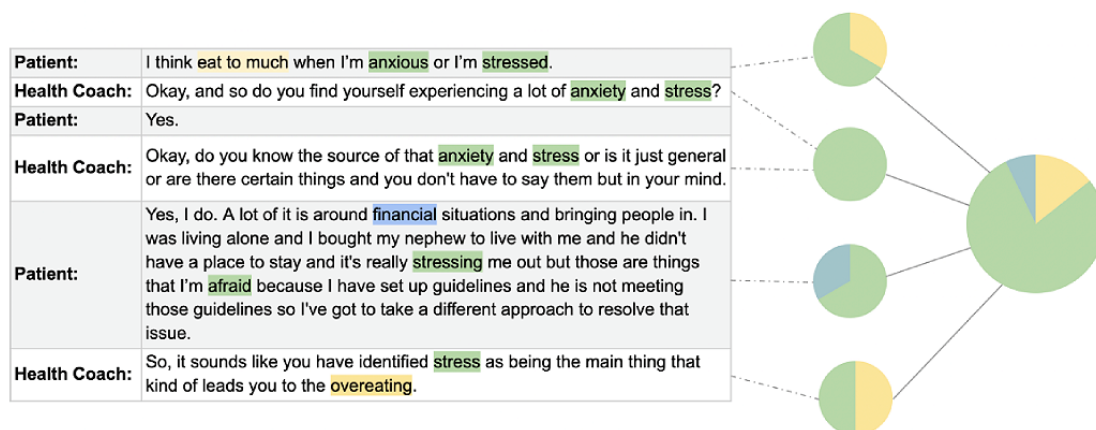 Patient: I think eat to much when I'm anxious or I'm stressed.
Health Coach: Okay, and so do you find yourself experiencing a lot of anxiety and stress?
Patient: Yes.
Health Coach: Okay, do you know the source of that anxiety and stress or is it just general
or are there certain things and you don't have to say them but in your mind.
Patient: Yes, I do. A lot of it is around financial situations and bringing people in. I
was living alone and I bought my nephew to live with me and he didn't
have a place to stay and it's really stressing me out but those are things
that I'm afraid because I have set up guidelines and he is not meeting
those guidelines so I've got to take a different approach to resolve that
issue.
Health Coach: So, it sounds like you have identified stress as being the main thing that
kind of leads you to the overeating.